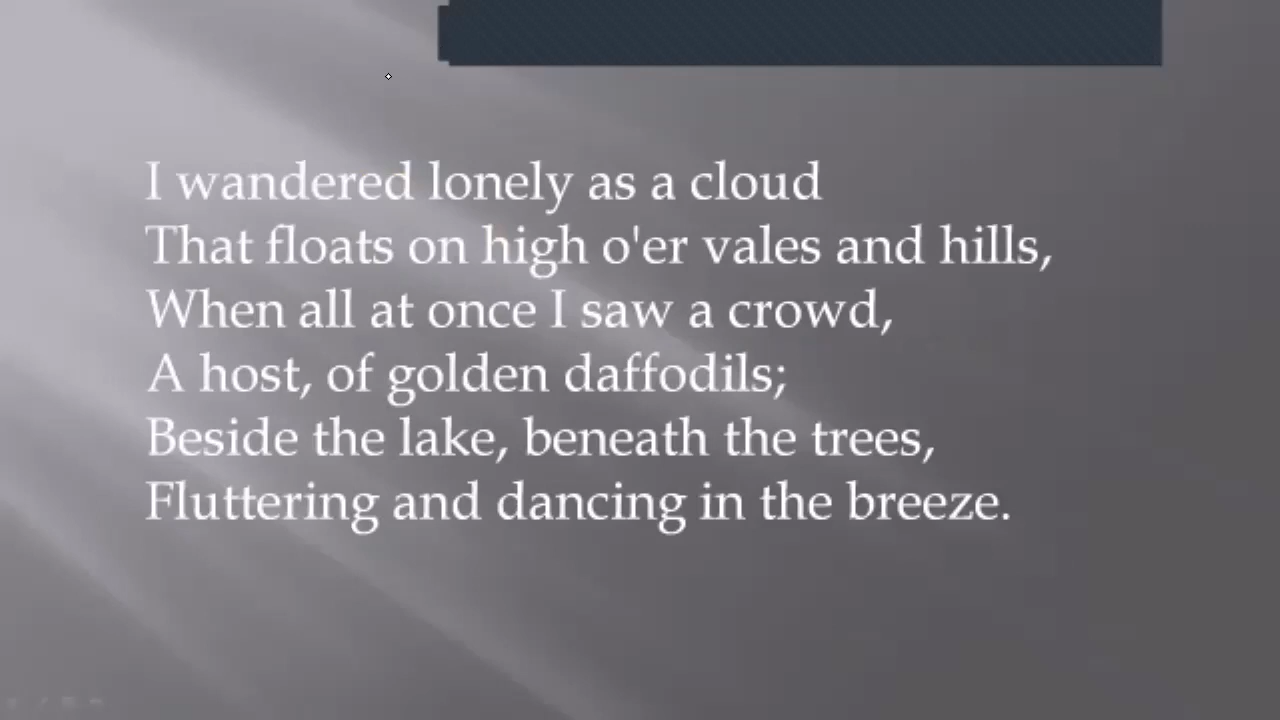 I wandered lonely as a cloud
That floats on high o'er vales and hills,
When all at once I saw a crowd,
A host, of golden daffodils;
Beside the lake, beneath the trees,
Fluttering and dancing in the breeze.